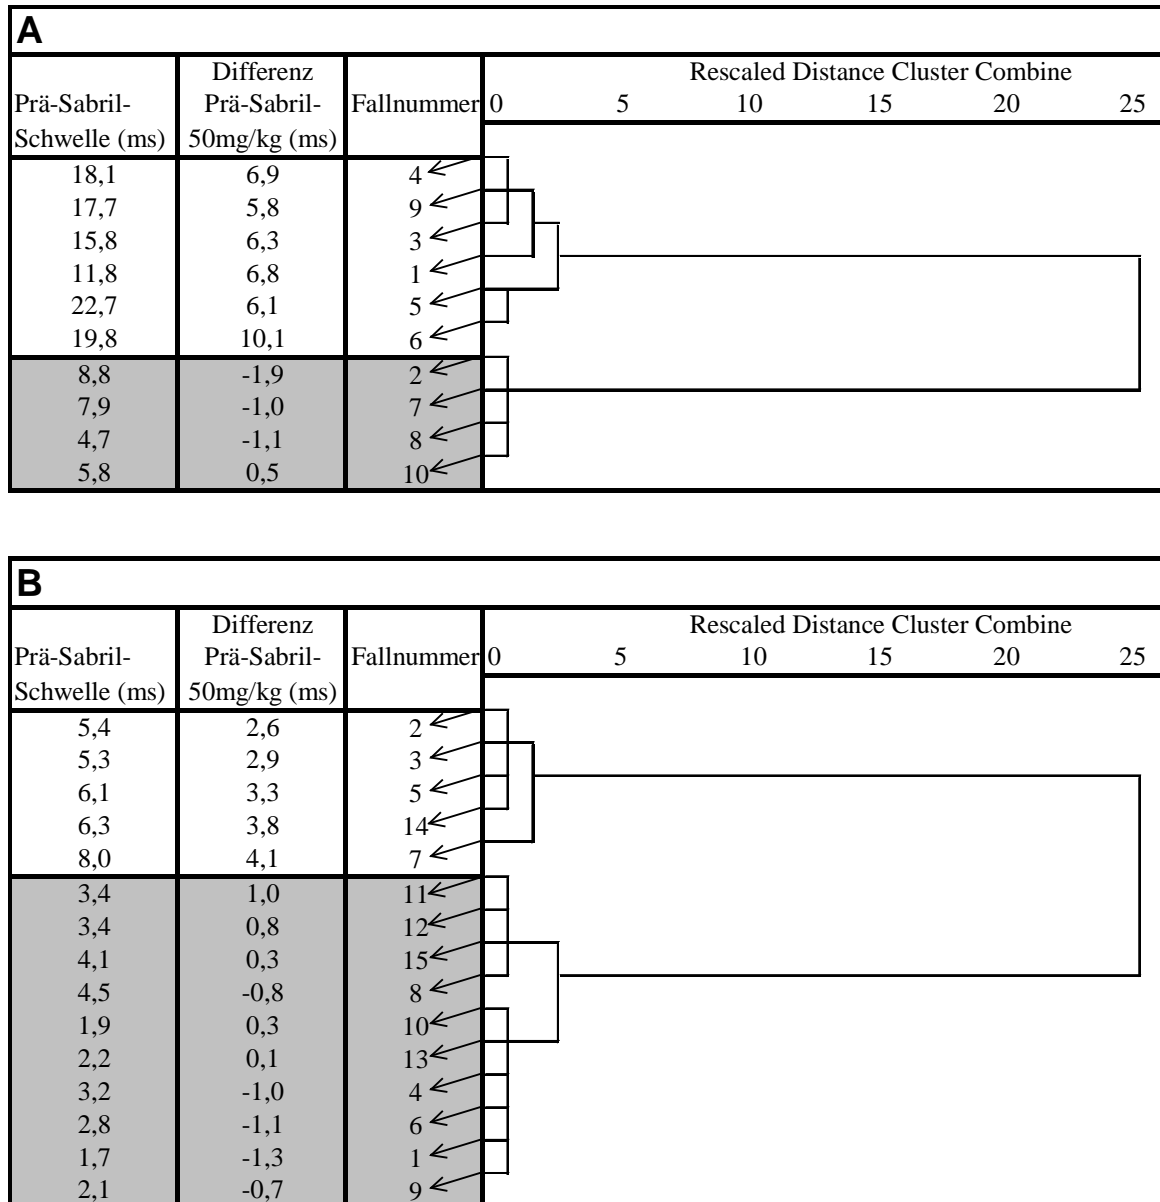 A
Rescaled Distance Cluster Combine
Differenz
Prä-Sabril- Prä-Sabril- Fallnummer 0 5 10 15 20 25
Schwelle (ms) 50mg/kg (ms)
18,1 6,9 4
17,7 5,8 9
15,8 6,3 3
11,8 6,8 1
22,7 6,1 5
19,8 10,1 6
8,8 -1,9 2
7,9 -1,0 7
4,7 -1,1 8
5,8 0,5 10
B
Differenz Rescaled Distance Cluster Combine
Prä-Sabril- Prä-Sabril- Fallnummer 0 5 10 15 20 25
Schwelle (ms) 50mg/kg (ms)
5,4 2,6 2
5,3 2,9 3
6,1 3,3 5
6,3 3,8 14
8,0 4,1 7
3,4 1,0 11
3,4 0,8 12
4,1 0,3 15
4,5 -0,8 8
1,9 0,3 10
2,2 0,1 13
3,2 -1,0 4
2,8 -1,1 6
1,7 -1,3 1
2,1 -0,7 9